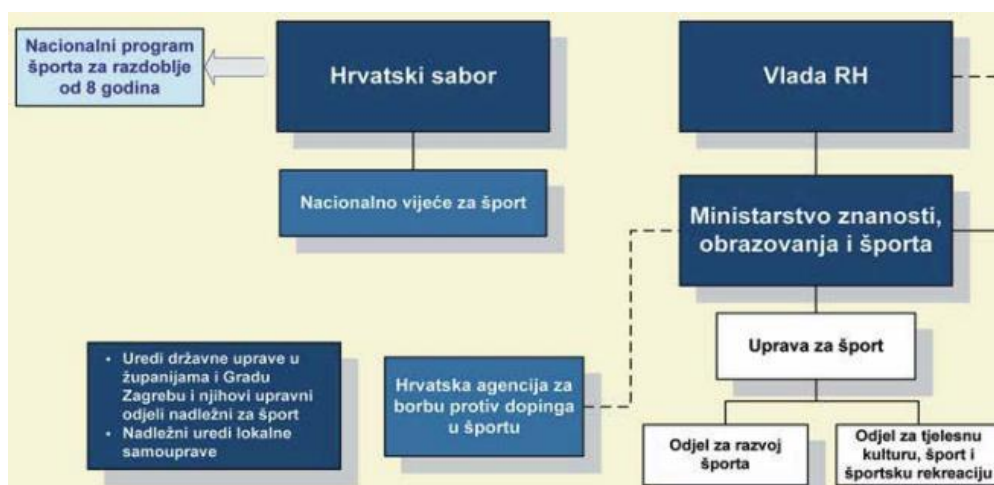 Nacionalni program
športa za razdoblje
od 8 godina
Hrvatski sabor
Vlada RH
Nacionalno vijeće za šport
Ministarstvo znanosti,
obrazovanja i športa
Uprava za šport
• Uredi državne uprave u
županijama i Gradu
Zagrebu i njihovi upravni
odjeli nadležni za šport
• Nadležni uredi lokalne
samouprave
Hrvatska agencija za
borbu protiv dopinga
u športu
Odjel za razvoj
športa
Odjel za tjelesnu
kulturu, šport i
športsku rekreaciju